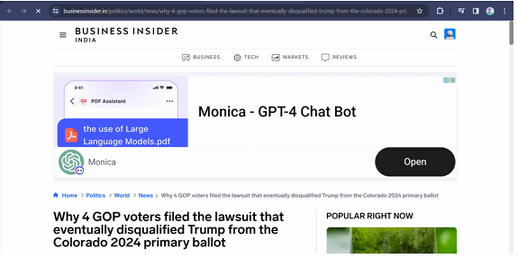 businessinsider.in/politics/world/news/why-4-gop-voters-filed-the-lawsuit-that-eventually-disqualified-trump-from-the-colorado-2024-pri...
BUSINESS INSIDER
INDIA
BUSINESS TECH MARKETS REVIEWS
9:41
PDF Assistant
the use of Large
Language Models.pdf
Monica - GPT-4 Chat Bot
Monica
Open
Home > Politics > World > News > Why 4 GOP voters filed the lawsuit that eventually disqualified Trump from the Colorado 2024 primary ballot
Why 4 GOP voters filed the lawsuit that
eventually disqualified Trump from the
Colorado 2024 primary ballot
POPULAR RIGHT NOW